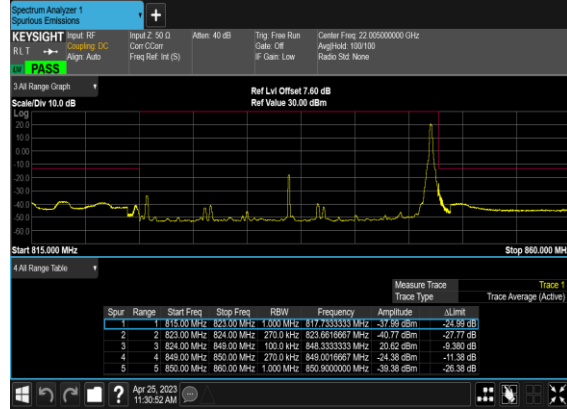 Spectrum Analyzer 1
Spurious Emissions
KEYSIGHT Input: RF Input Z: 50 Ω Atten: 40 dB Trig: Free Run Center Freq: 22.005000000 GHz
RLT Coupling: DC Corr CCorr Gate: Off Avg|Hold: 100/100
Align: Auto Freq Ref: Int (S) IF Gain: Low Radio Std: None
PASS
3 All Range Graph
Ref Lvl Offset 7.60 dB
Scale/Div 10.0 dB Ref Value 30.00 dBm
Log
20.0
10.0
0.00
-10.0
-20.0
-30.0
-40.0
-50.0
-60.0
Start 815.000 MHz Stop 860.000 MH
4 All Range Table
Measure Trace Trace 1
Trace Type Trace Average (Active)
Spur Range Start Freq Stop Freq RBW Frequency Amplitude ΔLimit
1 1 815.00 MHz 823.00 MHz 1.000 MHz 817.7333333 MHz -37.99 dBm -24.99 dB
2 2 823.00 MHz 824.00 MHz 270.0 kHz 823.6616667 MHz -40.77 dBm -27.77 dB
3 3 824.00 MHz 849.00 MHz 100.0 kHz 848.3333333 MHz 20.62 dBm -9.380 dB
4 4 849.00 MHz 850.00 MHz 270.0 kHz 849.0016667 MHz -24.38 dBm -11.38 dB
5 5 850.00 MHz 860.00 MHz 1.000 MHz 850.9000000 MHz -39.38 dBm -26.38 dB
Apr 25, 2023
11:30:52 AM